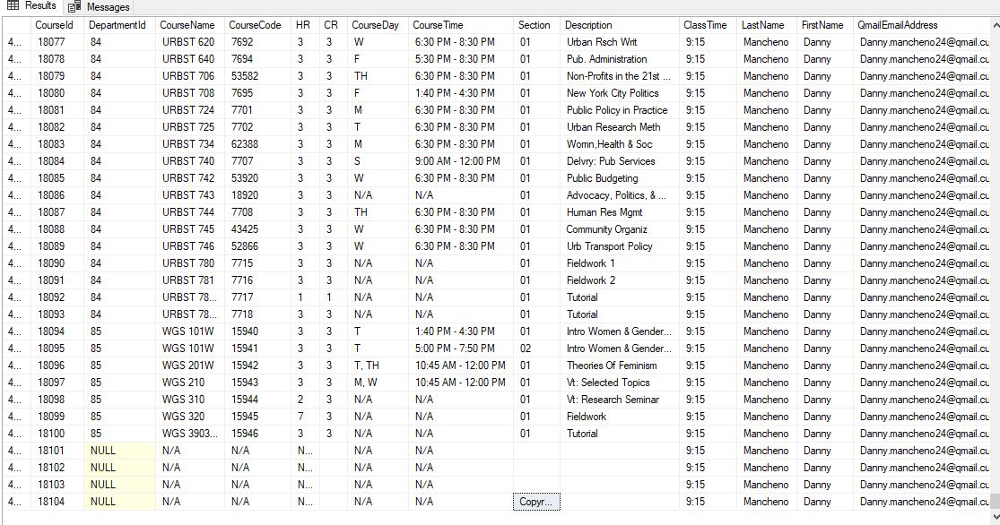 Results Messages
CourseId DepartmentId CourseName CourseCode HR CR CourseDay CourseTime Section Description ClassTime LastName FirstName QmailEmailAddress
4... 18077 84 URBST 620 7692 3 3 W 6:30 PM - 8:30 PM 01 Urban Rsch Writ 9:15 Mancheno Danny Danny.mancheno24@qmail.cu
4... 18078 84 URBST 640 7694 3 3 F 5:30 PM - 8:30 PM 01 Pub. Administration 9:15 Mancheno Danny Danny.mancheno24@qmail.cu
4... 18079 84 URBST 706 53582 3 3 TH 6:30 PM - 8:30 PM 01 Non-Profits in the 21st ... 9:15 Mancheno Danny Danny.mancheno24@qmail.cu
4... 18080 84 URBST 708 7695 3 3 F 1:40 PM - 4:30 PM 01 New York City Politics 9:15 Mancheno Danny Danny.mancheno24@qmail.cu
4... 18081 84 URBST 724 7701 3 3 M 6:30 PM - 8:30 PM 01 Public Policy in Practice 9:15 Mancheno Danny Danny.mancheno24@qmail.cu
4... 18082 84 URBST 725 7702 3 3 T 6:30 PM - 8:30 PM 01 Urban Research Meth 9:15 Mancheno Danny Danny.mancheno24@qmail.cu
4... 18083 84 URBST 734 62388 3 3 M 6:30 PM - 8:30 PM 01 Womn,Health & Soc 9:15 Mancheno Danny Danny.mancheno24@qmail.cu
4... 18084 84 URBST 740 7707 3 3 S 9:00 AM - 12:00 PM 01 Delvry: Pub Services 9:15 Mancheno Danny Danny.mancheno24@qmail.cu
4... 18085 84 URBST 742 53920 3 3 W 6:30 PM - 8:30 PM 01 Public Budgeting 9:15 Mancheno Danny Danny.mancheno24@qmail.cu
4... 18086 84 URBST 743 18920 3 3 N/A N/A 01 Advocacy, Politics, & ... 9:15 Mancheno Danny Danny.mancheno24@qmail.cu
4... 18087 84 URBST 744 7708 3 3 TH 6:30 PM - 8:30 PM 01 Human Res Mgmt 9:15 Mancheno Danny Danny.mancheno24@qmail.cu
4... 18088 84 URBST 745 43425 3 3 W 6:30 PM - 8:30 PM 01 Community Organiz 9:15 Mancheno Danny Danny.mancheno24@qmail.cu
4... 18089 84 URBST 746 52866 3 3 W 6:30 PM - 8:30 PM 01 Urb Transport Policy 9:15 Mancheno Danny Danny.mancheno24@qmail.cu
4... 18090 84 URBST 780 7715 3 3 N/A N/A 01 Fieldwork 1 9:15 Mancheno Danny Danny.mancheno24@qmail.cu
4... 18091 84 URBST 781 7716 3 3 N/A N/A 01 Fieldwork 2 9:15 Mancheno Danny Danny.mancheno24@qmail.cu
4... 18092 84 URBST 78... 7717 1 1 N/A N/A 01 Tutorial 9:15 Mancheno Danny Danny.mancheno24@qmail.cu
4... 18093 84 URBST 78... 7718 3 3 N/A N/A 01 Tutorial 9:15 Mancheno Danny Danny.mancheno24@qmail.cu
4... 18094 85 WGS 101W 15940 3 3 T 1:40 PM - 4:30 PM 01 Intro Women & Gender... 9:15 Mancheno Danny Danny.mancheno24@qmail.cu
4... 18095 85 WGS 101W 15941 3 3 T 5:00 PM - 7:50 PM 02 Intro Women & Gender... 9:15 Mancheno Danny Danny.mancheno24@qmail.cu
4... 18096 85 WGS 201W 15942 3 3 T, TH 10:45 AM - 12:00 PM 01 Theories Of Feminism 9:15 Mancheno Danny Danny.mancheno24@qmail.cu
4... 18097 85 WGS 210 15943 3 3 M, W 10:45 AM - 12:00 PM 01 Vt: Selected Topics 9:15 Mancheno Danny Danny.mancheno24@qmail.cu
4... 18098 85 WGS 310 15944 2 3 N/A N/A 01 Vt: Research Seminar 9:15 Mancheno Danny Danny.mancheno24@qmail.cu
4... 18099 85 WGS 320 15945 7 3 N/A N/A 01 Fieldwork 9:15 Mancheno Danny Danny.mancheno24@qmail.cu
4... 18100 85 WGS 3903... 15946 3 3 N/A N/A 01 Tutorial 9:15 Mancheno Danny Danny.mancheno24@qmail.cu
4... 18101 NULL N/A N/A N... N/A N/A 9:15 Mancheno Danny Danny.mancheno24@qmail.cu
4... 18102 NULL N/A N/A N... N/A N/A 9:15 Mancheno Danny Danny.mancheno24@qmail.cu
4... 18103 NULL N/A N/A N... N/A N/A 9:15 Mancheno Danny Danny.mancheno24@qmail.cu
4... 18104 NULL N/A N/A N... N/A N/A Copyr... 9:15 Mancheno Danny Danny.mancheno24@qmail.cu